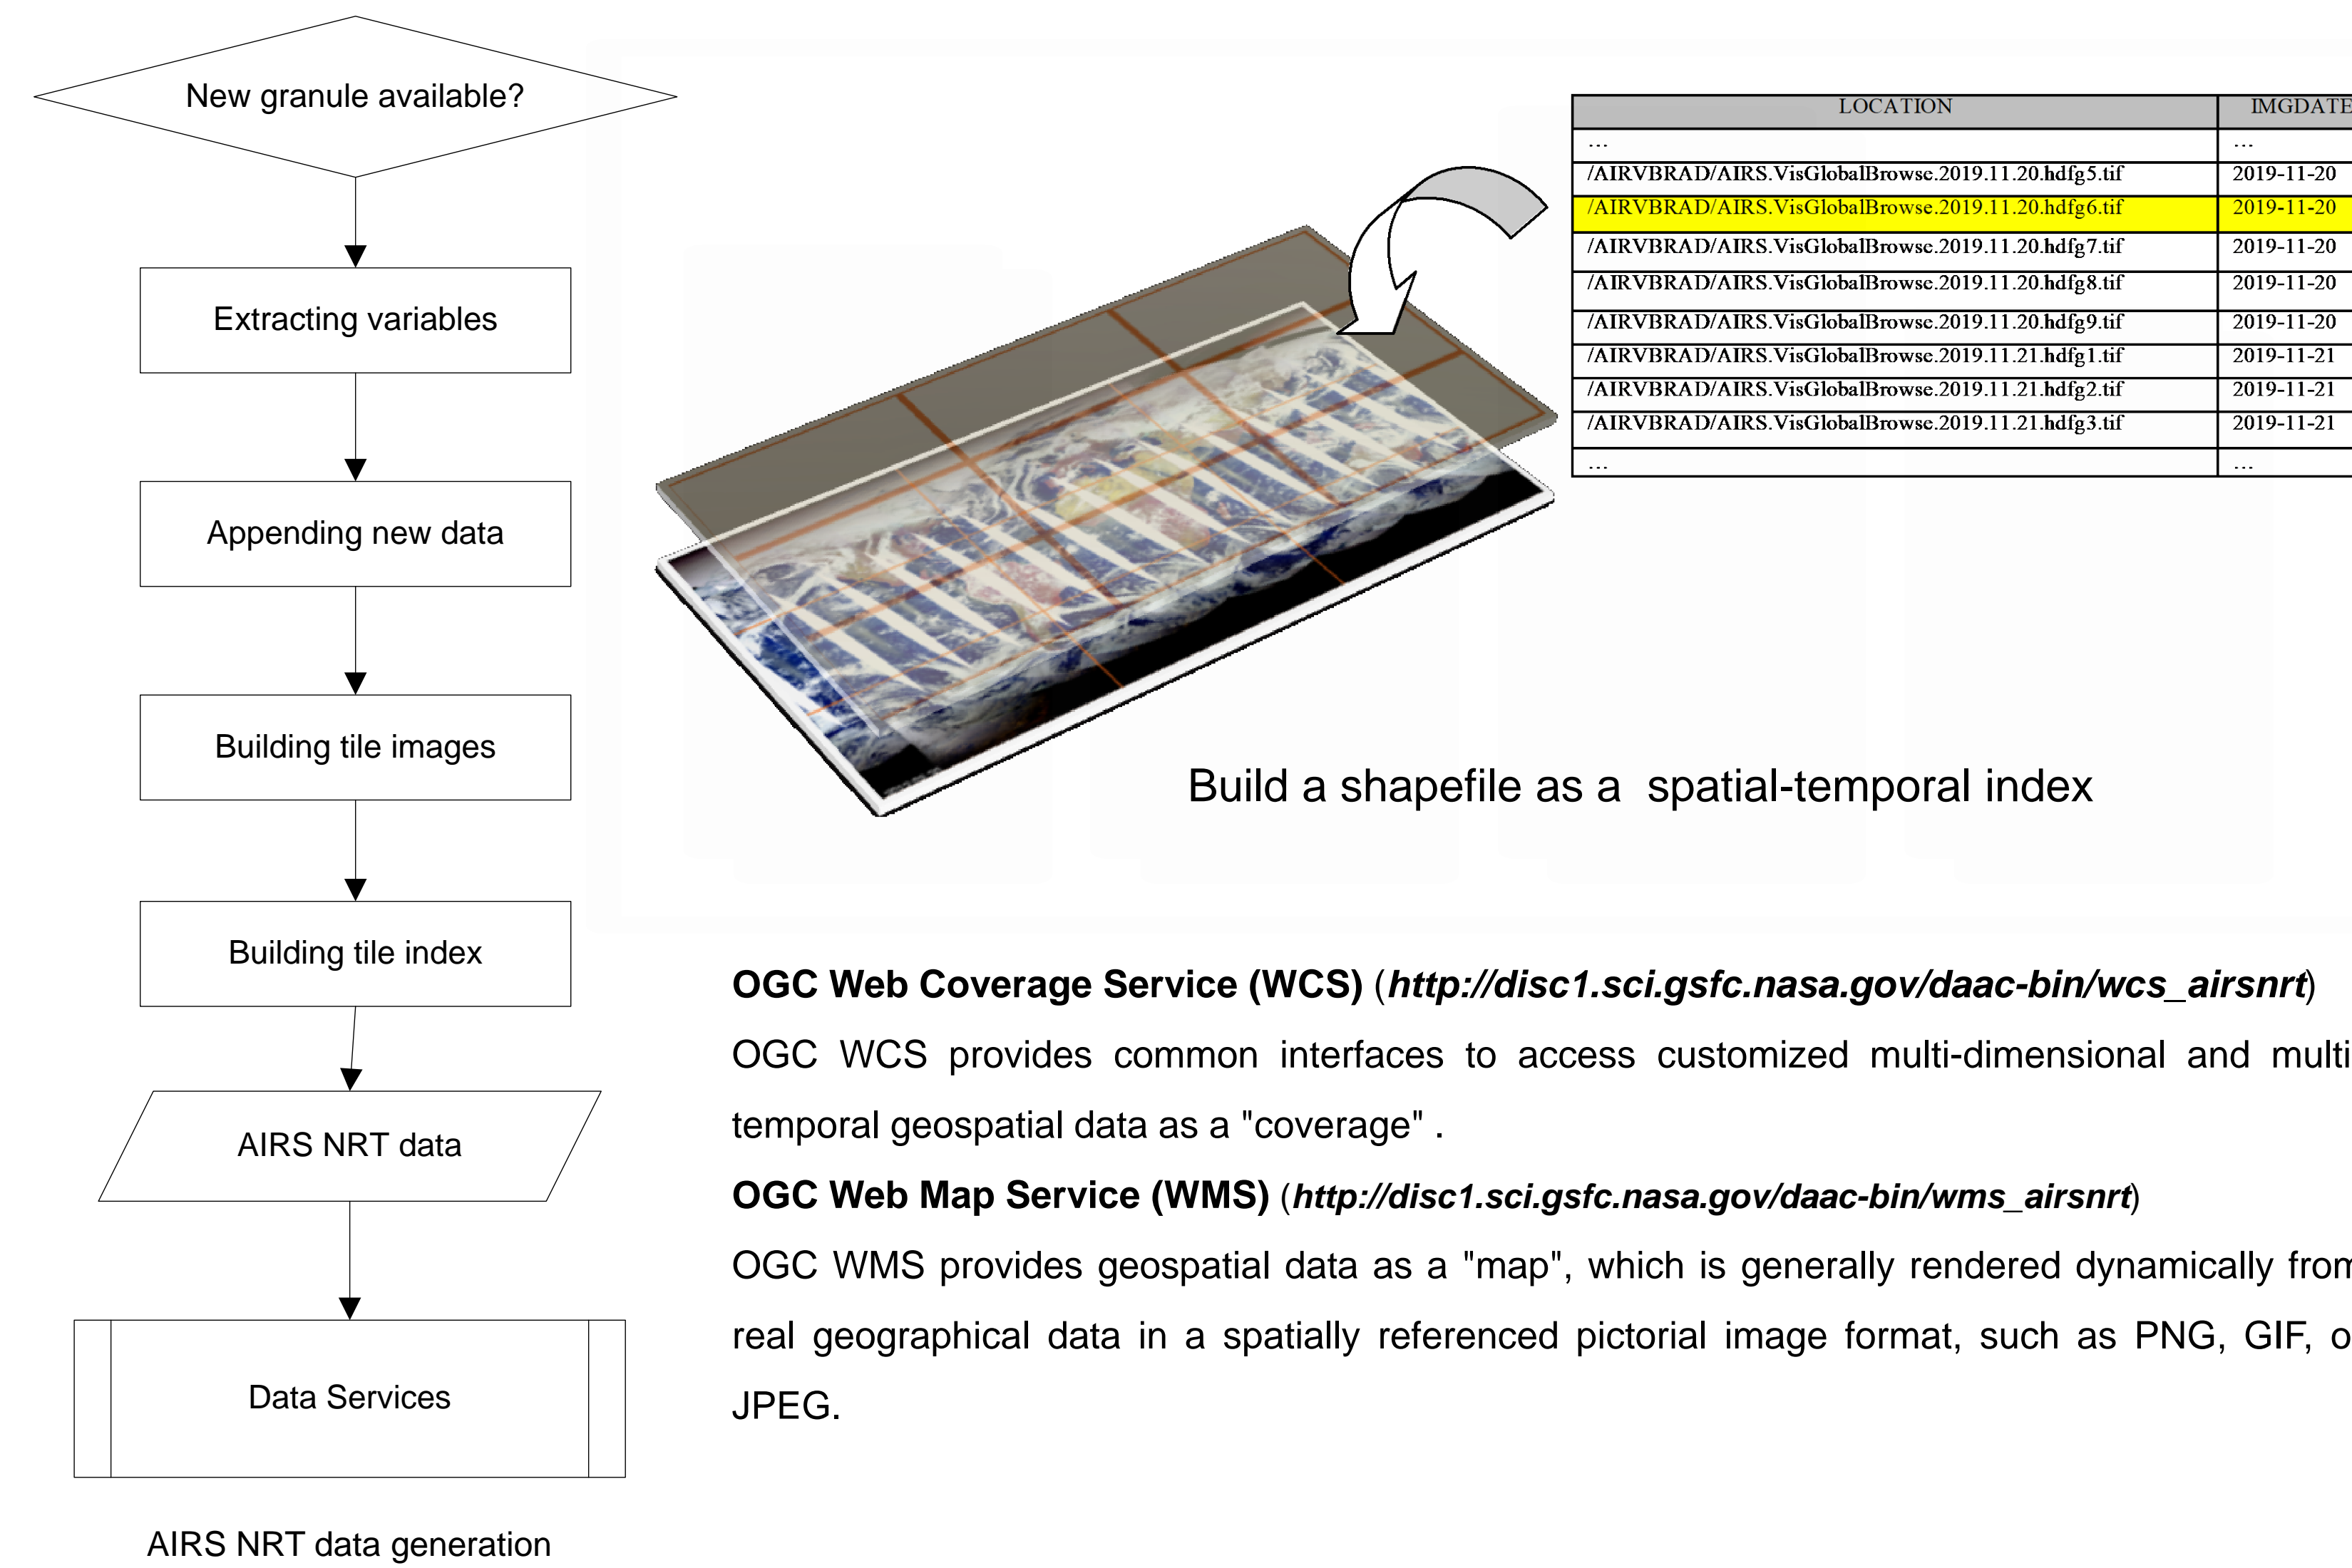 New granule available?
Extracting variables
Appending new data
Building tile images
Building tile index
AIRS NRT data
Data Services
AIRS NRT data generation
LOCATION IMGDATE
... ...
/AIRVBRAD/AIRS.VisGlobalBrowse.2019.11.20.hdfg5.tif 2019-11-20
/AIRVBRAD/AIRS.VisGlobalBrowse.2019.11.20.hdfg6.tif 2019-11-20
/AIRVBRAD/AIRS.VisGlobalBrowse.2019.11.20.hdfg7.tif 2019-11-20
/AIRVBRAD/AIRS.VisGlobalBrowse.2019.11.20.hdfg8.tif 2019-11-20
/AIRVBRAD/AIRS.VisGlobalBrowse.2019.11.20.hdfg9.tif 2019-11-20
/AIRVBRAD/AIRS.VisGlobalBrowse.2019.11.21.hdfg1.tif 2019-11-21
/AIRVBRAD/AIRS.VisGlobalBrowse.2019.11.21.hdfg2.tif 2019-11-21
/AIRVBRAD/AIRS.VisGlobalBrowse.2019.11.21.hdfg3.tif 2019-11-21
... ...
Build a shapefile as a spatial-temporal index
OGC Web Coverage Service (WCS) (http://disc1.sci.gsfc.nasa.gov/daac-bin/wcs_airsnrt)
OGC WCS provides common interfaces to access customized multi-dimensional and multi
temporal geospatial data as a "coverage" .
OGC Web Map Service (WMS) (http://disc1.sci.gsfc.nasa.gov/daac-bin/wms_airsnrt)
OGC WMS provides geospatial data as a "map", which is generally rendered dynamically from
real geographical data in a spatially referenced pictorial image format, such as PNG, GIF, o
JPEG.